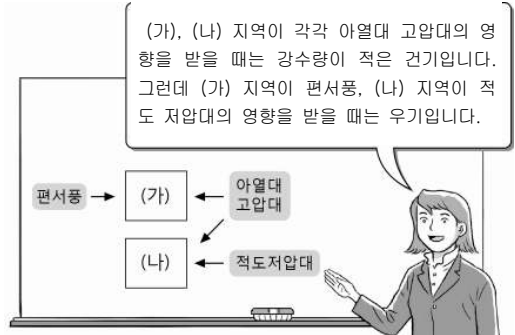 (가), (나) 지역이 각각 아열대 고압대의 영
향을 받을 때는 강수량이 적은 건기입니다.
그런데 (가) 지역이 편서풍, (나) 지역이 적
도 저압대의 영향을 받을 때는 우기입니다.
편서풍
(가)
아열대
고압대
(나)
적도저압대